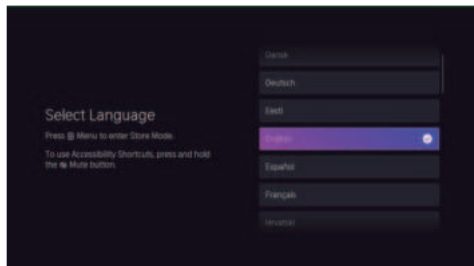 Select Language
Press Menu to enter Store Mode.
To use Accessibility Shortcuts, press and hold
the Mute button.
Dansk
Deutsch
Eesti
English
Español
Français
Hrvatski